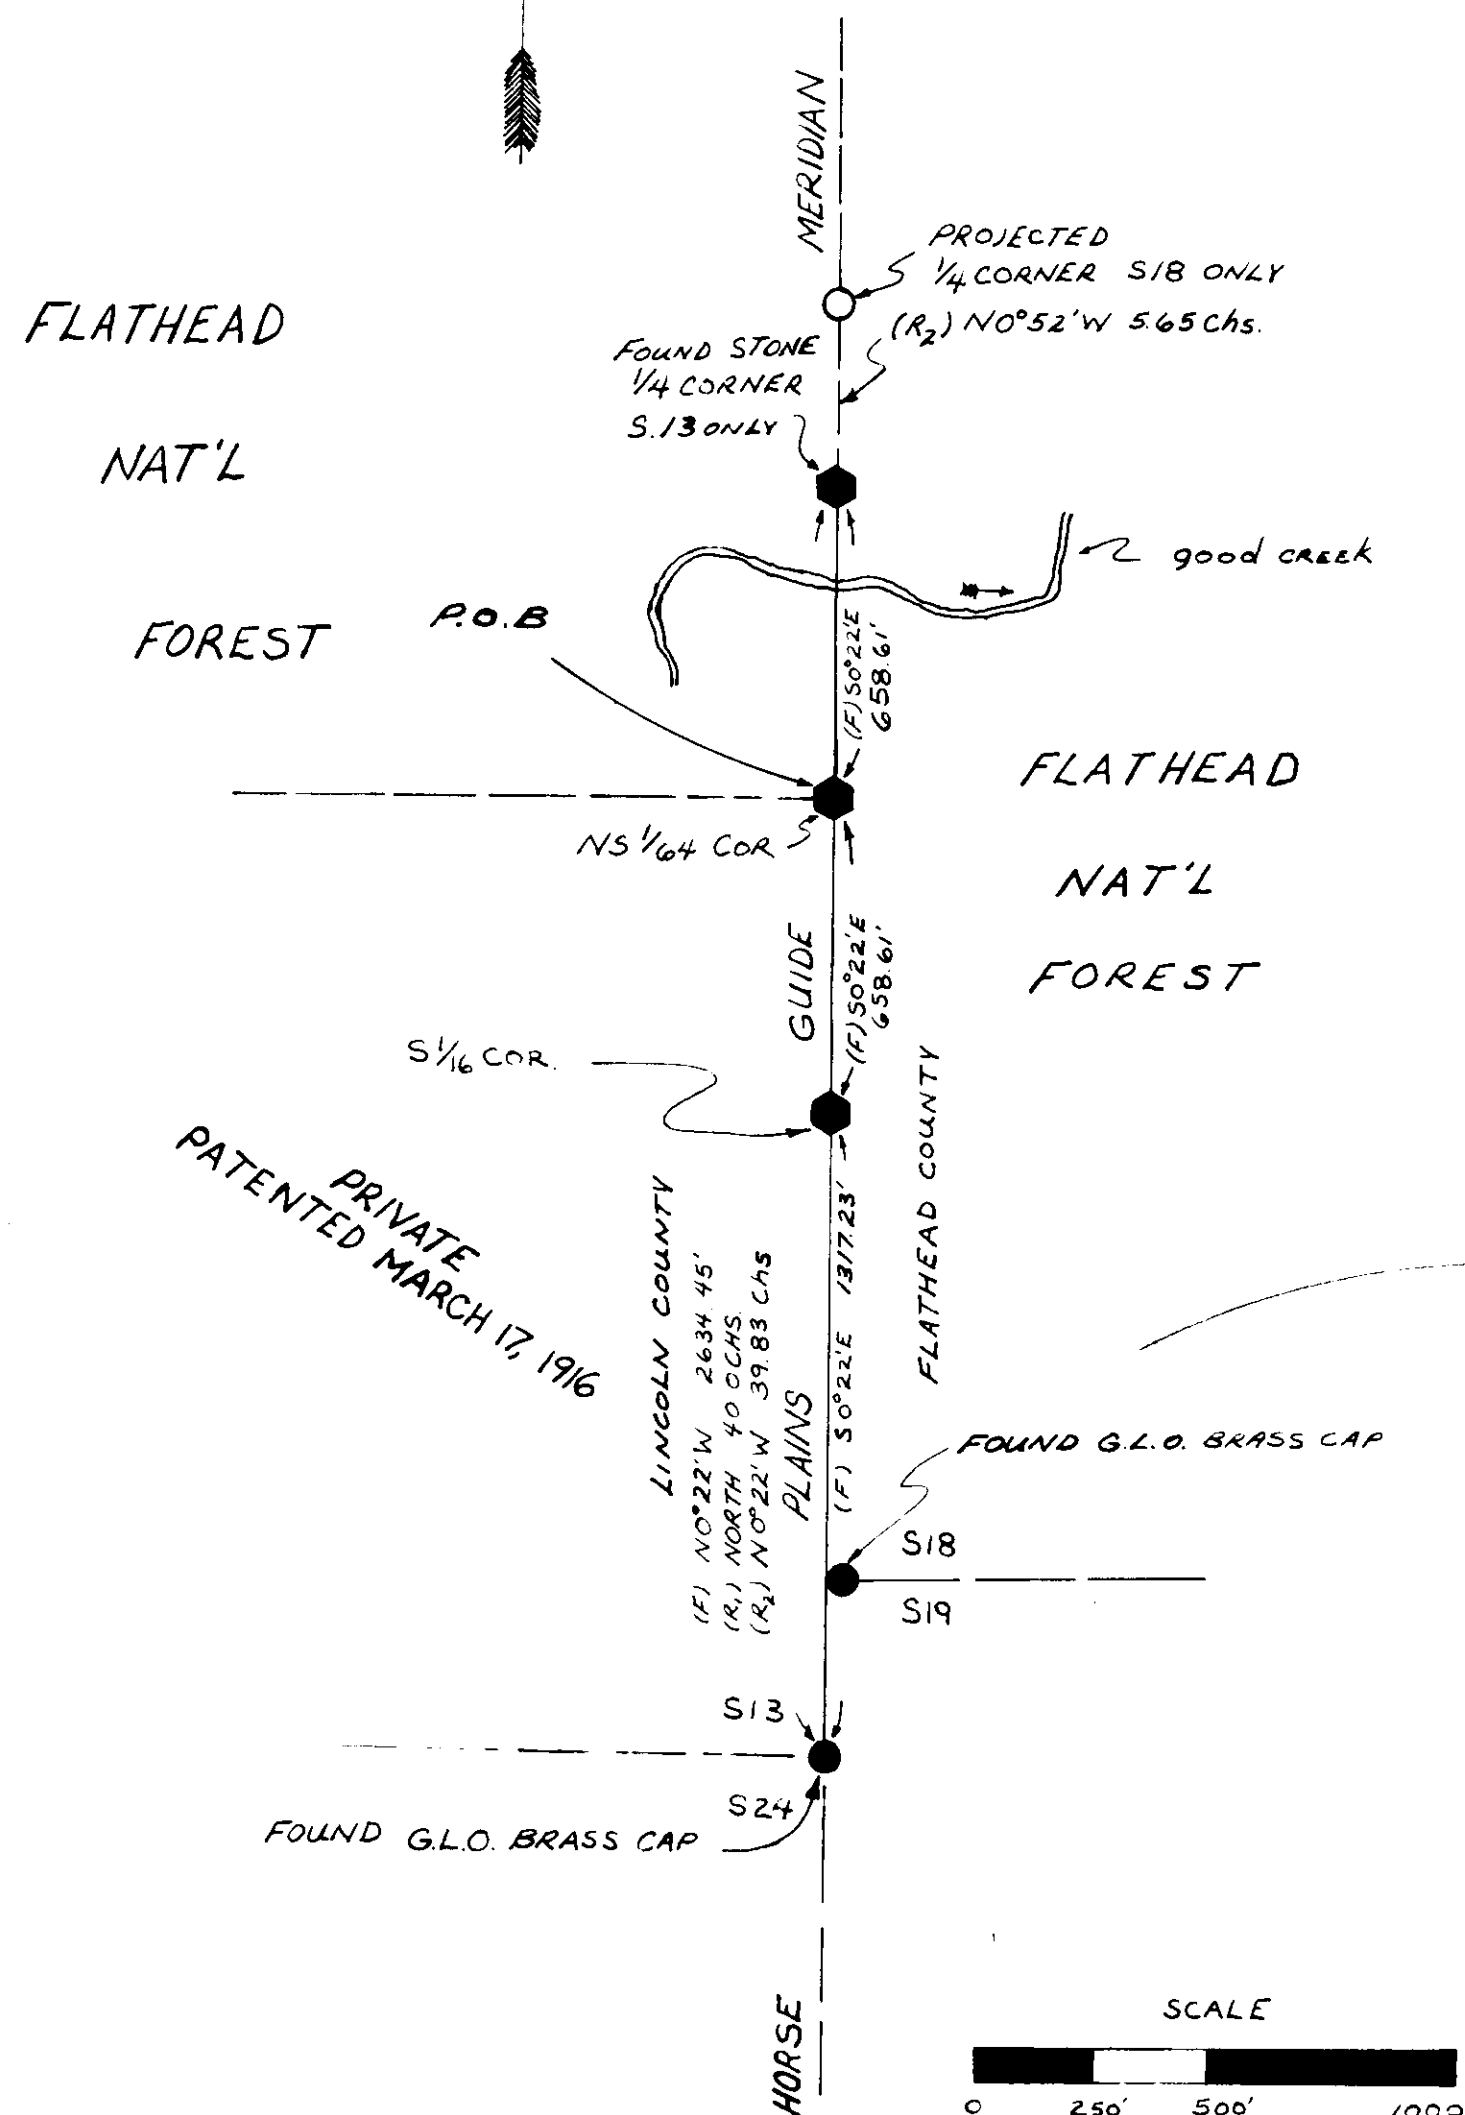 MERIDIAN
PROJECTED
1/4 CORNER S18 ONLY
(R2) N0°52'W 5.65 Chs.
FLATHEAD
NAT'L
FOREST
FOUND STONE
1/4 CORNER
S.13 ONLY
good CREEK
P.O.B
(F) S0°22'E
658.61'
FLATHEAD
NAT'L
FOREST
NS 1/64 COR
GUIDE
(F) S0°22'E
658.61'
S 1/16 COR.
PRIVATE
PATENTED MARCH 17, 1916
LINCOLN COUNTY
(F) N0°22'W 2634.45'
(R1) NORTH 40 0 CHS.
(R2) N0°22'W 39.83 Chs
PLAINS
(F) S0°22'E 1317.23'
FLATHEAD COUNTY
FOUND G.L.O. BRASS CAP
S18
S19
S13
S24
FOUND G.L.O. BRASS CAP
HORSE
SCALE
0 250' 500' 1000